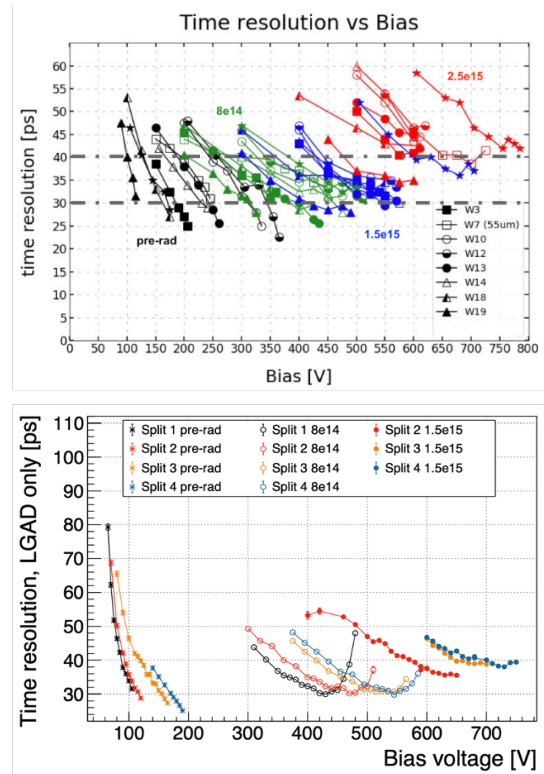 Time resolution vs Bias
time resolution [ps]
60
55
50
45
40
35
30
25
20
15
10
5
0
2.5e15
8e14
pre-rad
1.5e15
W3
W7 (55um)
W10
W12
W13
W14
W18
W19
0 50 100 150 200 250 300 350 400 450 500 550 600 650 700 750 800
Bias [V]
Time resolution, LGAD only [ps]
110
100
90
80
70
60
50
40
30
Split 1 pre-rad Split 1 8e14 Split 2 1.5e15
Split 2 pre-rad Split 2 8e14 Split 3 1.5e15
Split 3 pre-rad Split 3 8e14 Split 4 1.5e15
Split 4 pre-rad Split 4 8e14
100 200 300 400 500 600 700
Bias voltage [V]